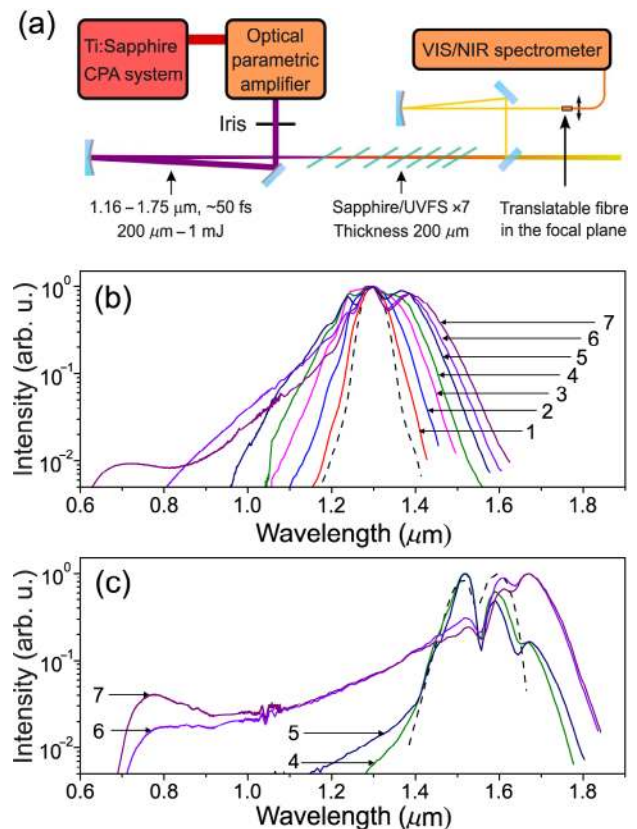 (a)
Ti:Sapphire
CPA system
Optical
parametric
amplifier
VIS/NIR spectrometer
Iris
1.16 – 1.75 μm, ~50 fs
200 μm – 1 mJ
Sapphire/UVFS ×7
Thickness 200 μm
Translatable fibre
in the focal plane
(b)
Intensity (arb. u.)
10⁰
10⁻¹
10⁻²
7
6
5
4
3
2
1
0.6 0.8 1.0 1.2 1.4 1.6 1.8
Wavelength (μm)
(c)
Intensity (arb. u.)
10⁰
10⁻¹
10⁻²
7
6
5
4
0.6 0.8 1.0 1.2 1.4 1.6 1.8
Wavelength (μm)